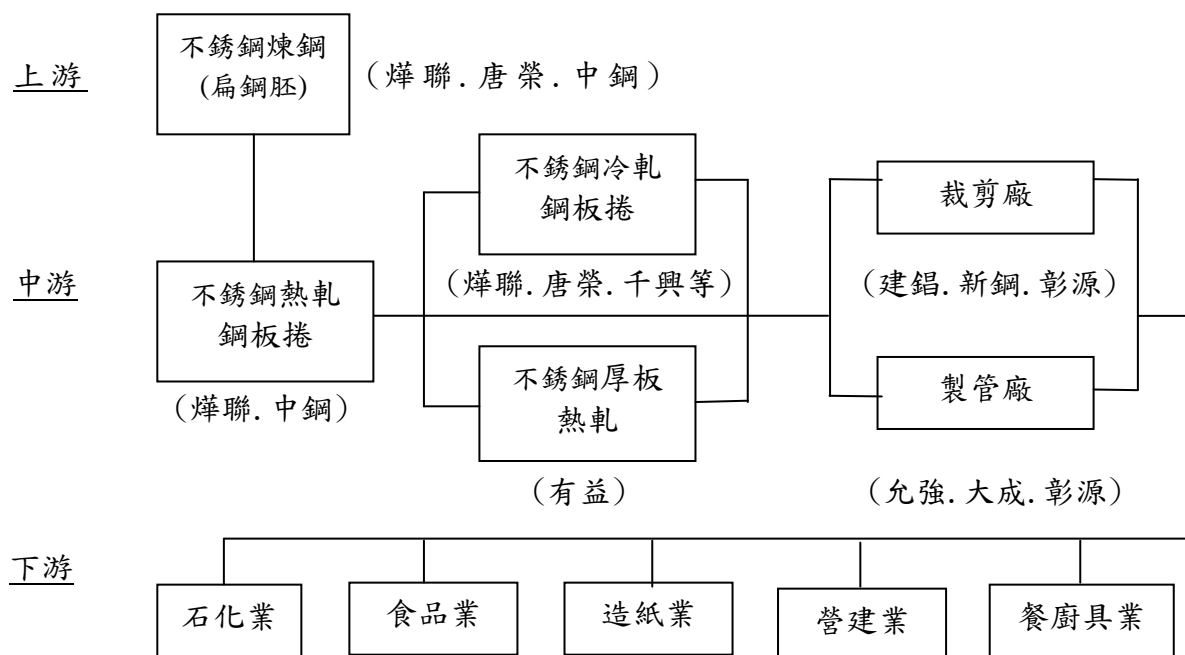 上游
不銹鋼煉鋼
(扁鋼胚)
(燁聯.唐榮.中鋼)
中游
不銹鋼熱軋
鋼板捲
(燁聯.中鋼)
不銹鋼冷軋
鋼板捲
(燁聯.唐榮.千興等)
不銹鋼厚板
熱軋
(有益)
裁剪廠
(建錩.新鋼.彰源)
製管廠
(允強.大成.彰源)
下游
石化業
食品業
造紙業
營建業
餐廚具業